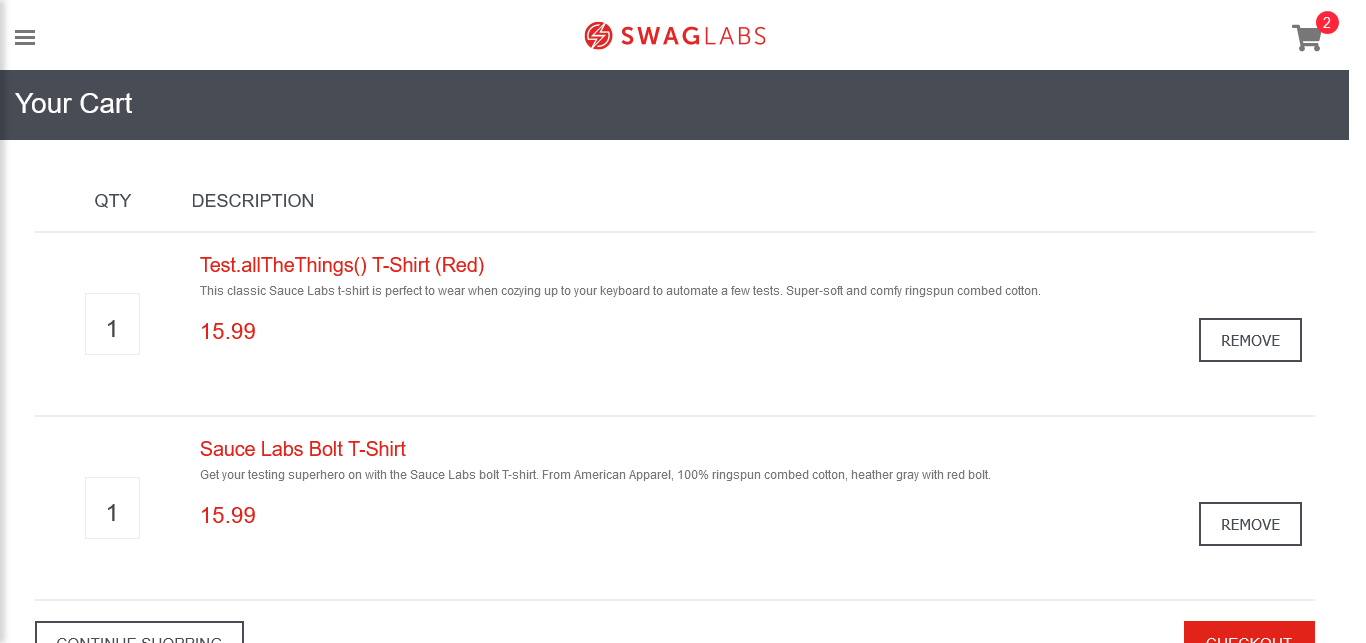 SWAGLABS
2
Your Cart
QTY DESCRIPTION
Test.allTheThings() T-Shirt (Red)
This classic Sauce Labs t-shirt is perfect to wear when cozying up to your keyboard to automate a few tests. Super-soft and comfy ringspun combed cotton.
1
15.99
REMOVE
Sauce Labs Bolt T-Shirt
Get your testing superhero on with the Sauce Labs bolt T-shirt. From American Apparel, 100% ringspun combed cotton, heather gray with red bolt.
1
15.99
REMOVE
CONTINUE SHOPPING CHECKOUT